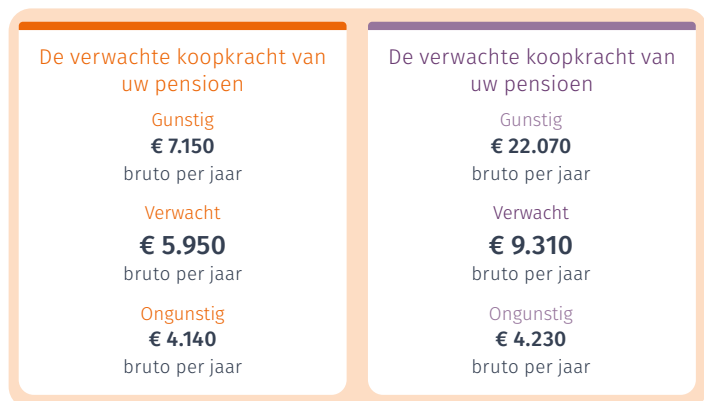 De verwachte koopkracht van
uw pensioen
Gunstig
€ 7.150
bruto per jaar
Verwacht
€ 5.950
bruto per jaar
Ongunstig
€ 4.140
bruto per jaar
De verwachte koopkracht van
uw pensioen
Gunstig
€ 22.070
bruto per jaar
Verwacht
€ 9.310
bruto per jaar
Ongunstig
€ 4.230
bruto per jaar